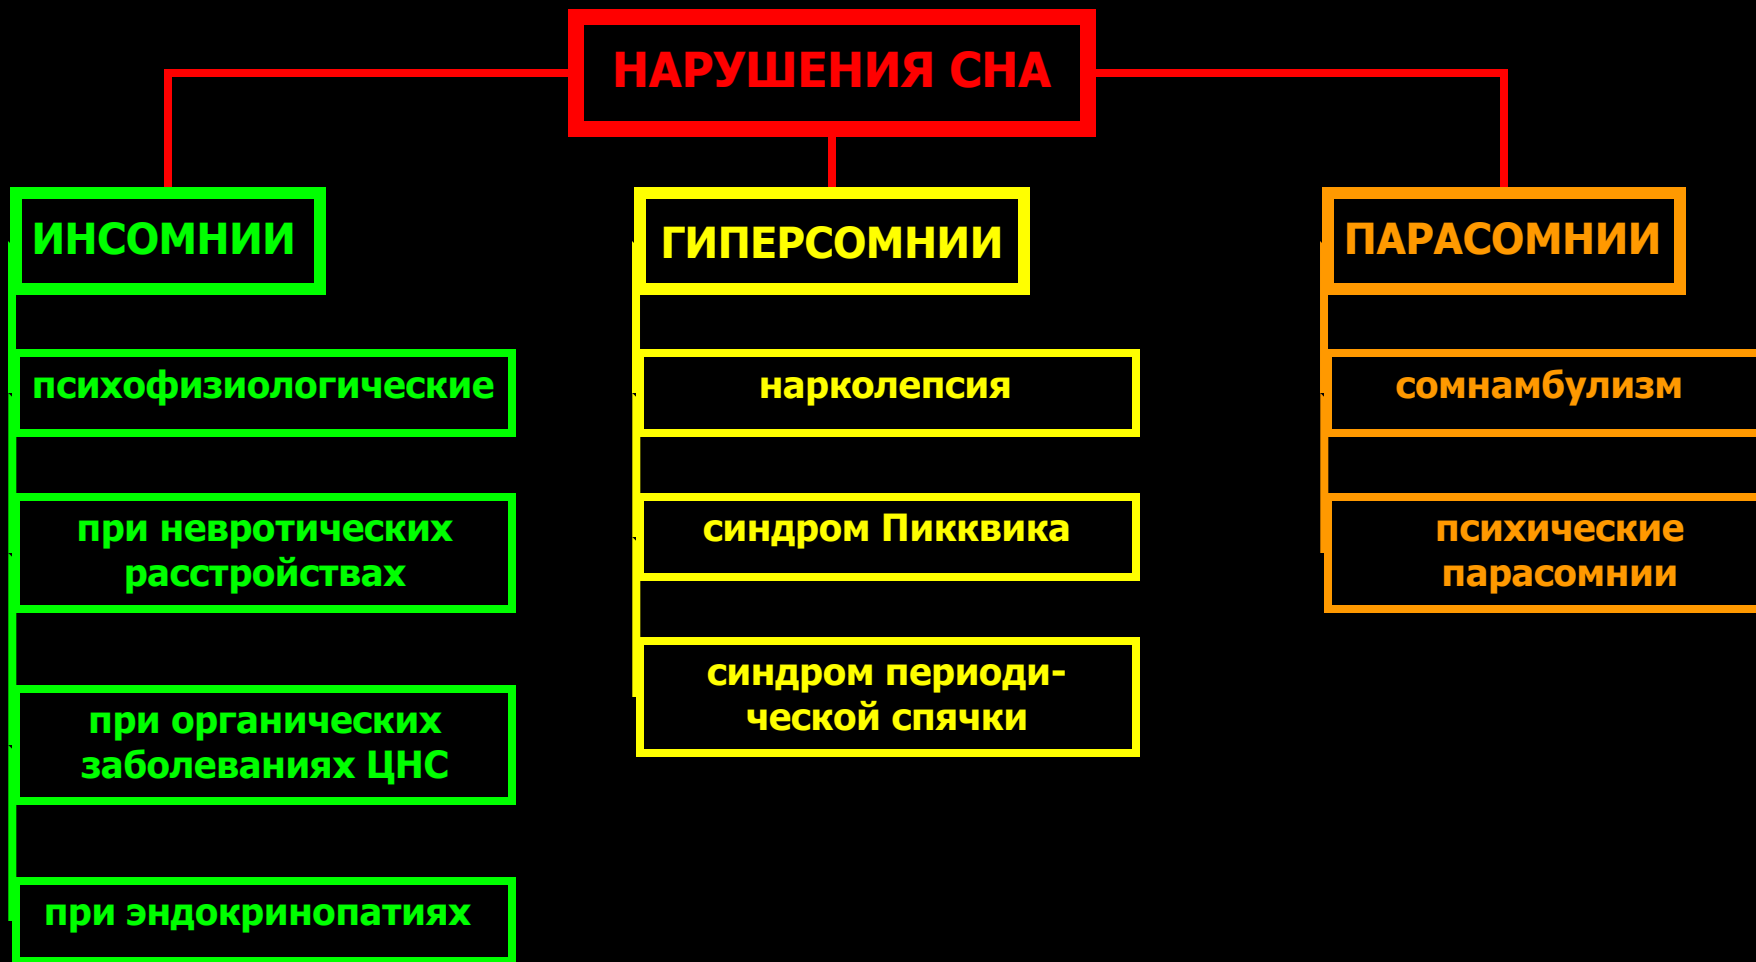 НАРУШЕНИЯ СНА
ИНСОМНИИ
психофизиологические
при невротических
расстройствах
при органических
заболеваниях ЦНС
при эндокринопатиях
ГИПЕРСОМНИИ
нарколепсия
синдром Пикквика
синдром периоди-
ческой спячки
ПАРАСОМНИИ
сомнамбулизм
психические
парасомнии